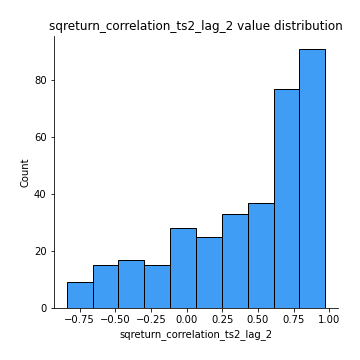 sqreturn_correlation_ts2_lag_2 value distribution
Count
80
60
40
20
0
−0.75 −0.50 −0.25 0.00 0.25 0.50 0.75 1.00
sqreturn_correlation_ts2_lag_2